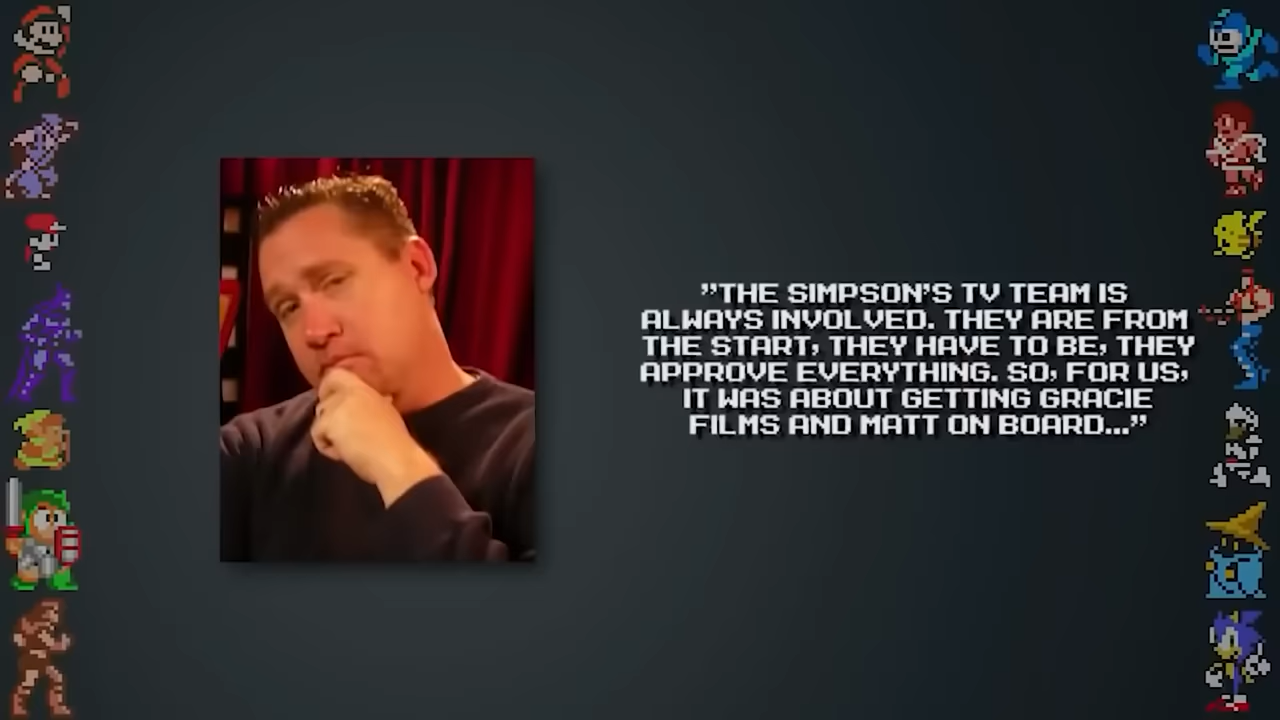 "THE SIMPSON'S TV TEAM IS
ALWAYS INVOLVED. THEY ARE FROM
THE START, THEY HAVE TO BE, THEY
APPROVE EVERYTHING. SO, FOR US,
IT WAS ABOUT GETTING GRACIE
FILMS AND MATT ON BOARD..."